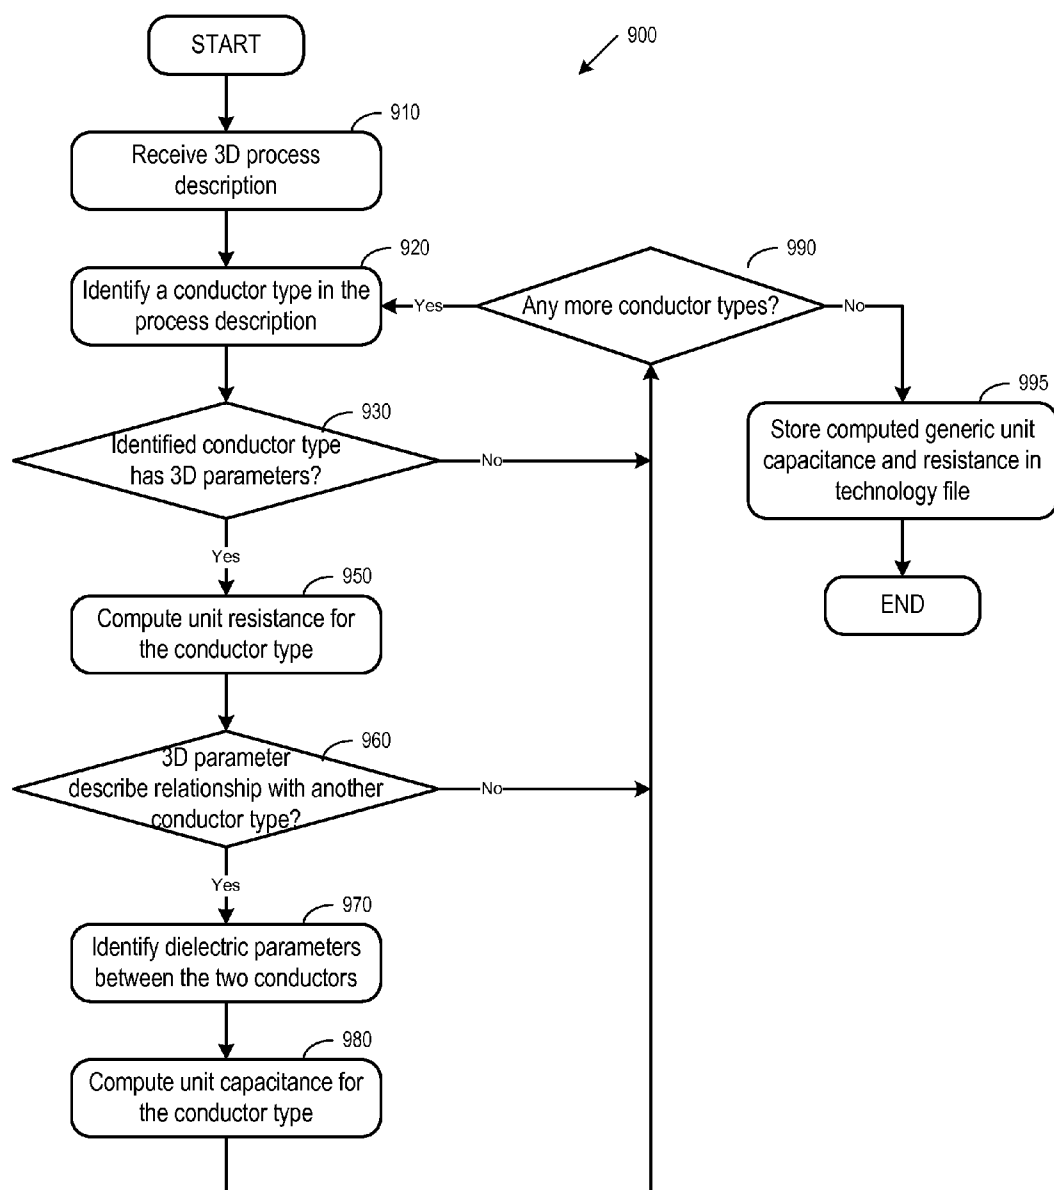 START
900
910
Receive 3D process
description
920
Identify a conductor type in the
process description
990
Any more conductor types?
Yes
No
930
Identified conductor type
has 3D parameters?
No
Yes
995
Store computed generic unit
capacitance and resistance in
technology file
END
950
Compute unit resistance for
the conductor type
960
3D parameter
describe relationship with another
conductor type?
No
Yes
970
Identify dielectric parameters
between the two conductors
980
Compute unit capacitance for
the conductor type